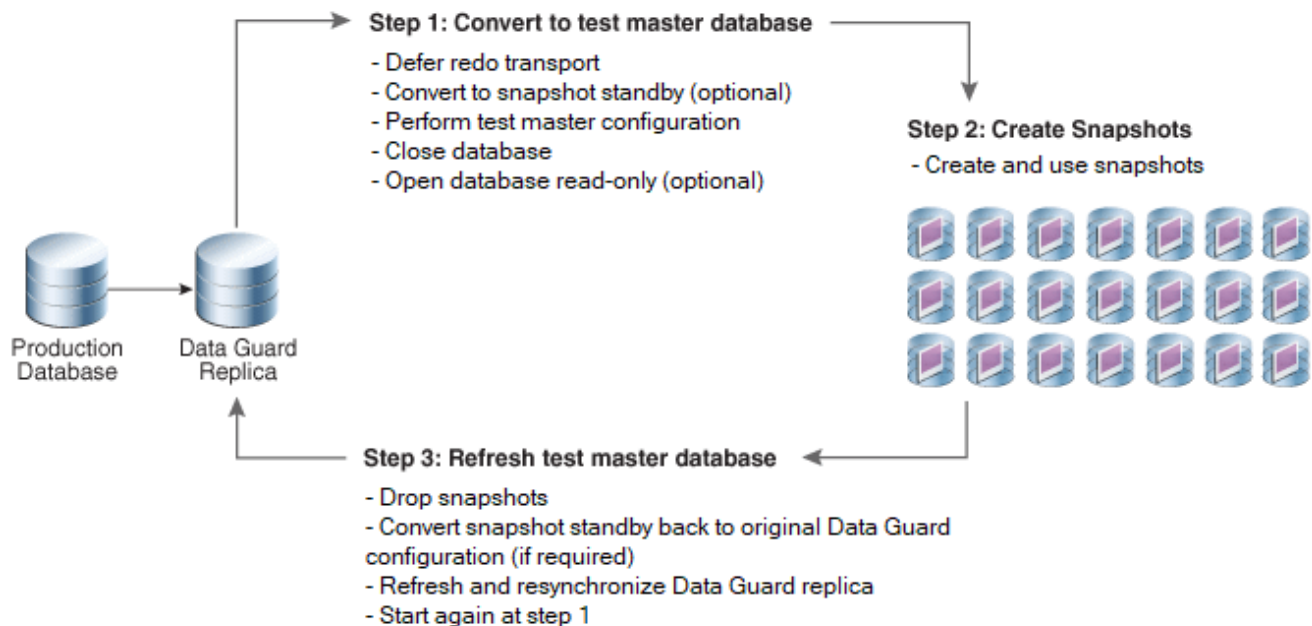 Step 1: Convert to test master database
- Defer redo transport
- Convert to snapshot standby (optional)
- Perform test master configuration
- Close database
- Open database read-only (optional)
Step 2: Create Snapshots
- Create and use snapshots
Production
Database
Data Guard
Replica
Step 3: Refresh test master database
- Drop snapshots
- Convert snapshot standby back to original Data Guard
configuration (if required)
- Refresh and resynchronize Data Guard replica
- Start again at step 1